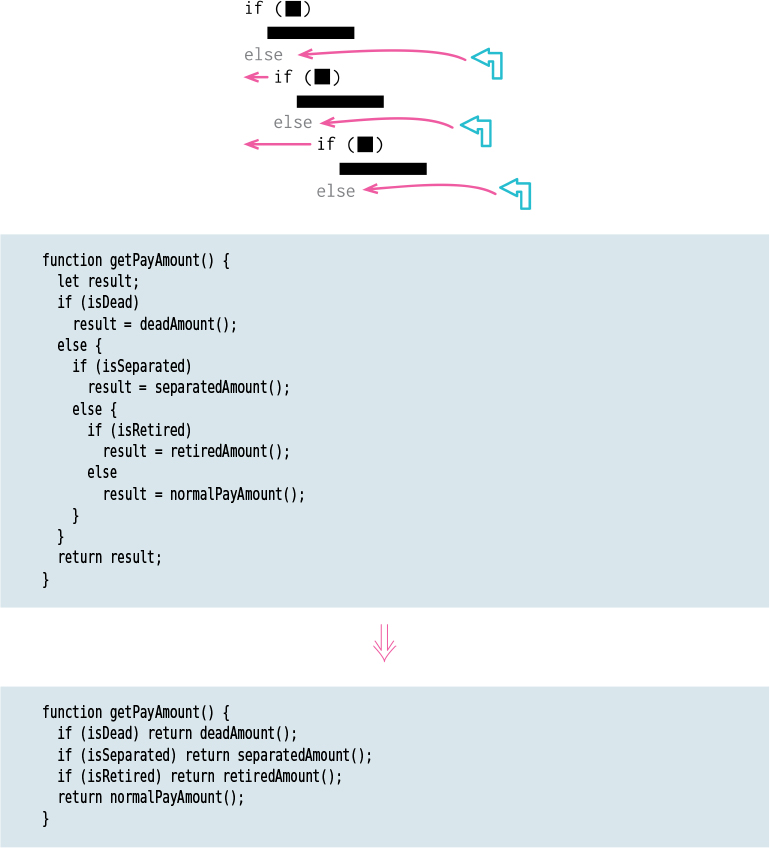 if (■)
else
if (■)
else
if (■)
else
function getPayAmount() {
  let result;
  if (isDead)
    result = deadAmount();
  else {
    if (isSeparated)
      result = separatedAmount();
    else {
      if (isRetired)
        result = retiredAmount();
      else
        result = normalPayAmount();
    }
  }
  return result;
}
function getPayAmount() {
  if (isDead) return deadAmount();
  if (isSeparated) return separatedAmount();
  if (isRetired) return retiredAmount();
  return normalPayAmount();
}